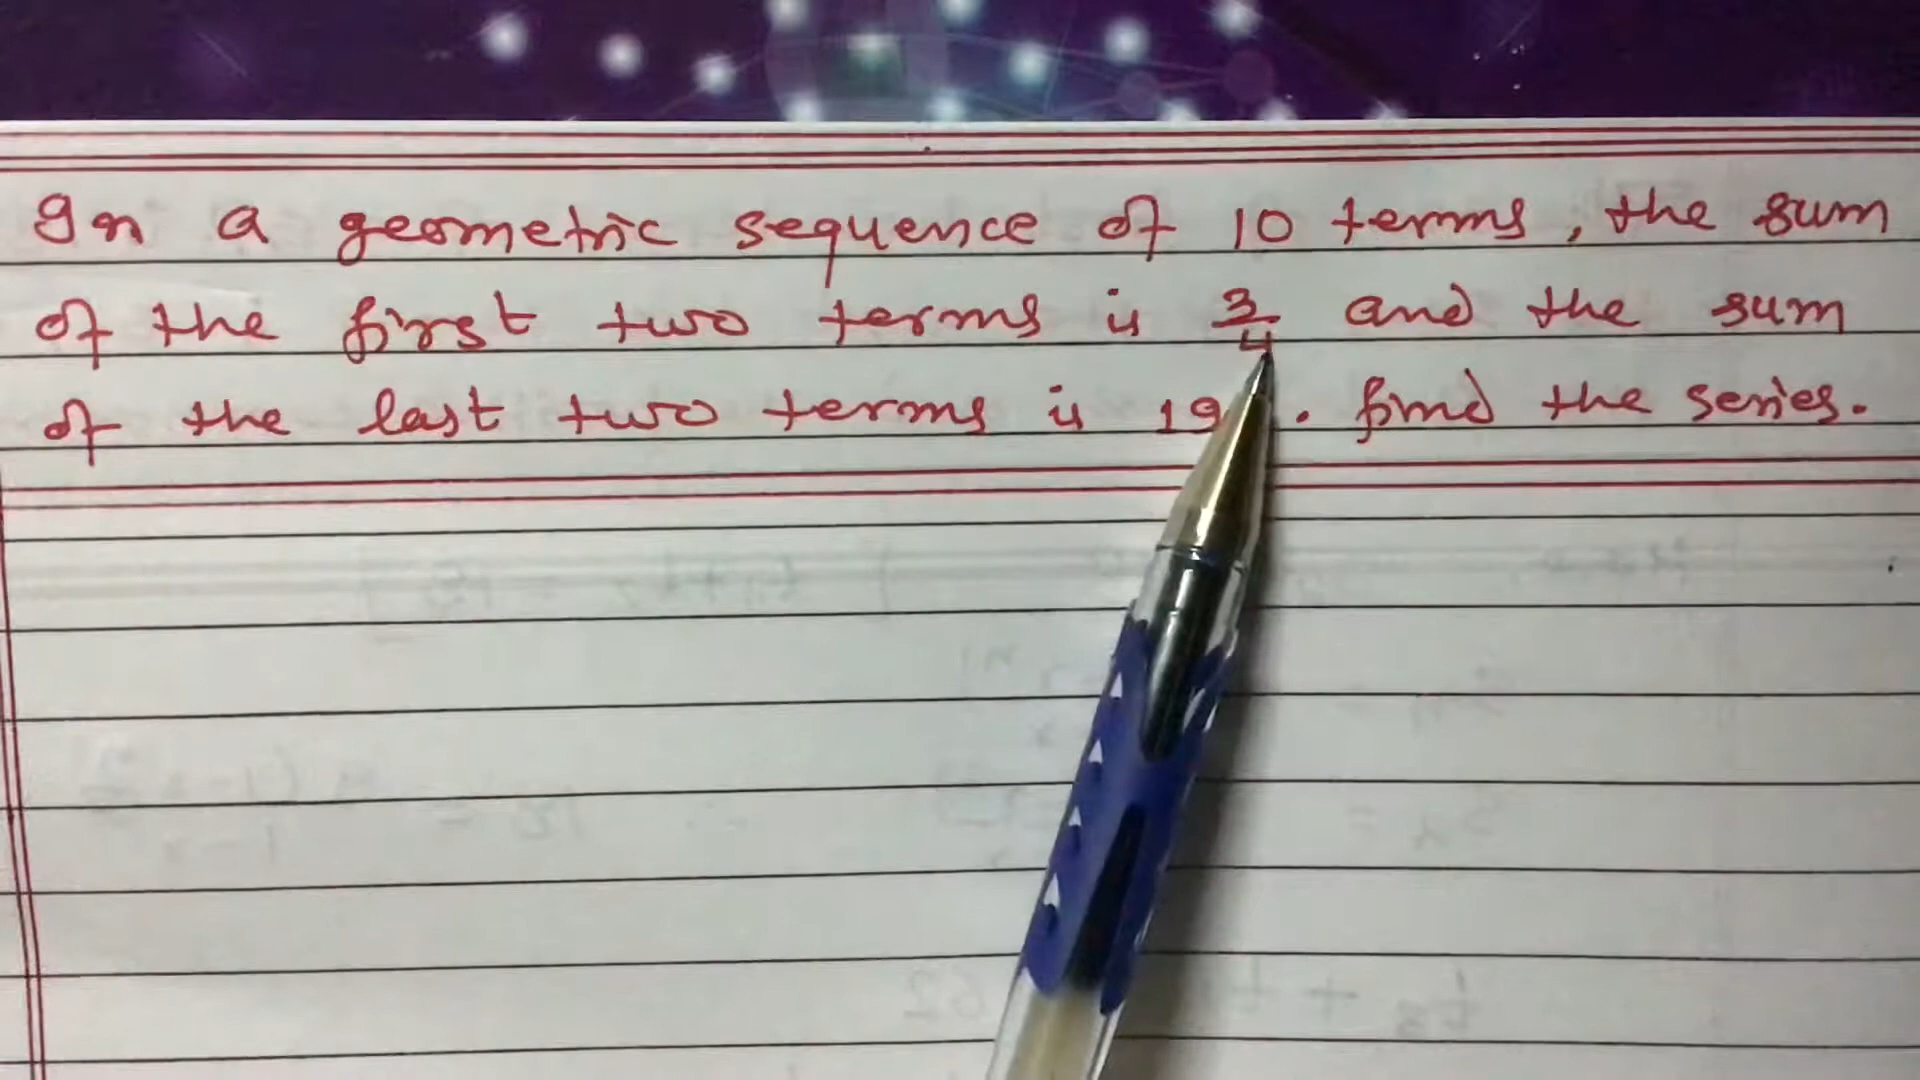 In a geometric sequence of 10 terms, the sum
of the first two terms is 3/4 and the sum
of the last two terms is . find the series.